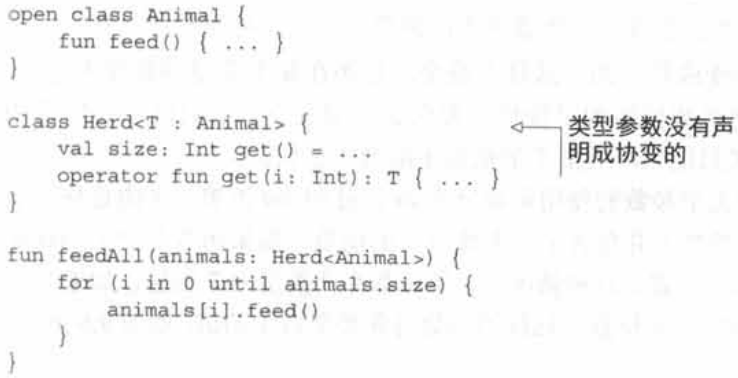 open class Animal {
    fun feed() { ... }
}
class Herd<T : Animal> {
    val size: Int get() = ...
    operator fun get(i: Int): T { ... }
}
类型参数没有声
明成协变的
fun feedAll(animals: Herd<Animal>) {
    for (i in 0 until animals.size) {
        animals[i].feed()
    }
}